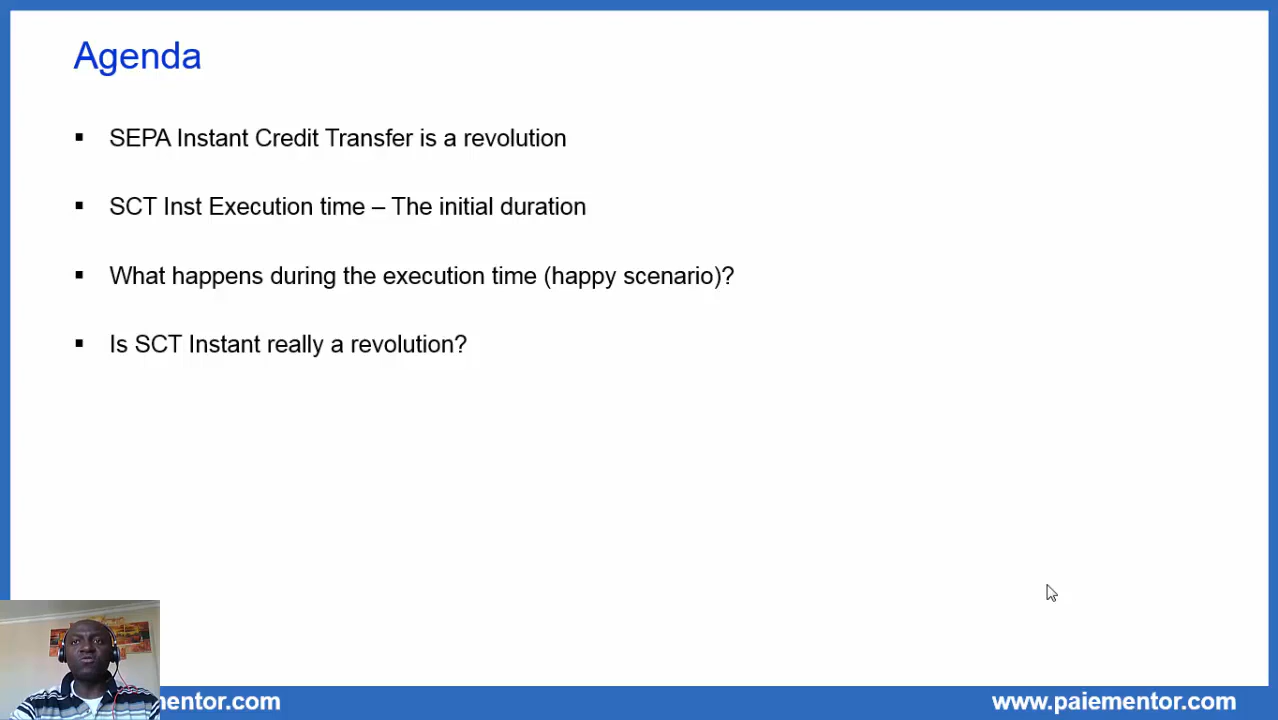 Agenda
▪ SEPA Instant Credit Transfer is a revolution
▪ SCT Inst Execution time – The initial duration
▪ What happens during the execution time (happy scenario)?
▪ Is SCT Instant really a revolution?
mentor.com
www.paiementor.com